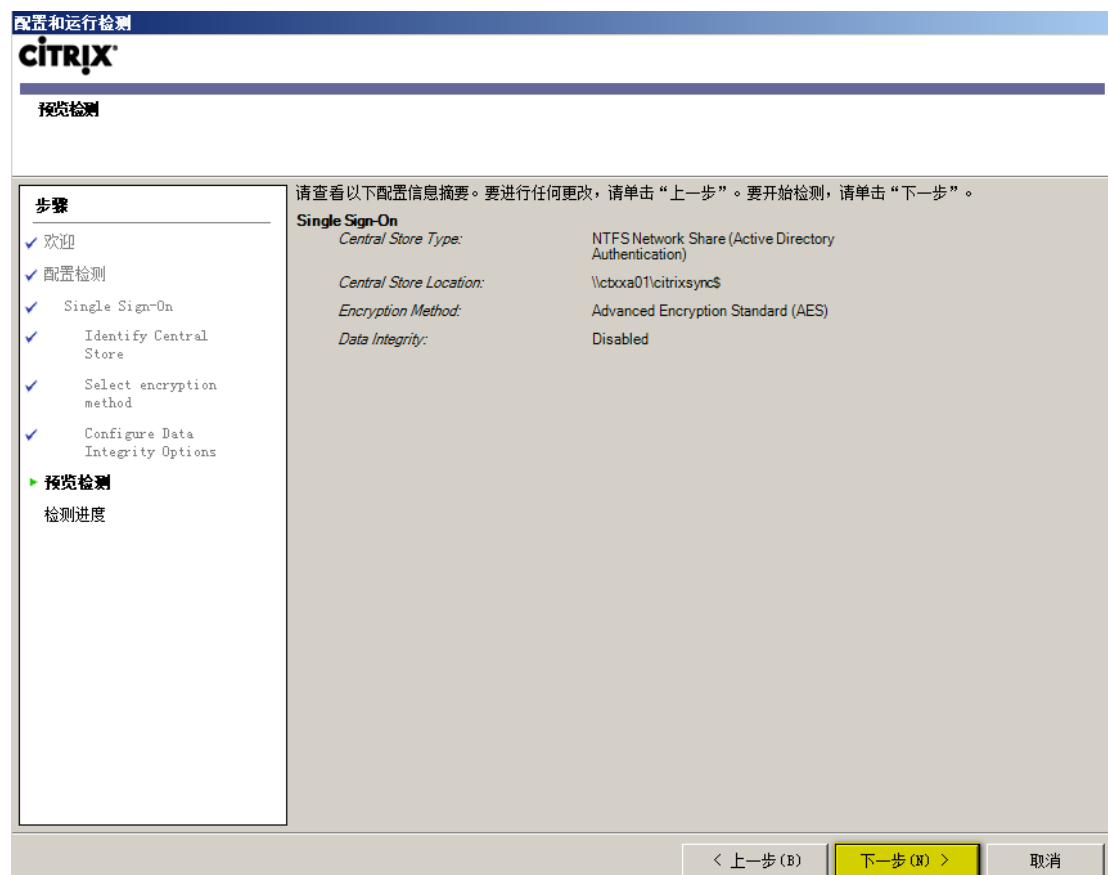 配置和运行检测
CİTRIX
预览检测
步骤
欢迎
配置检测
Single Sign-On
Identify Central
Store
Select encryption
method
Configure Data
Integrity Options
预览检测
检测进度
请查看以下配置信息摘要。要进行任何更改，请单击“上一步”。要开始检测，请单击“下一步”。
Single Sign-On
Central Store Type: NTFS Network Share (Active Directory
Authentication)
Central Store Location: \\ctxxa01\citrixsync$
Encryption Method: Advanced Encryption Standard (AES)
Data Integrity: Disabled
< 上一步(B) 下一步(N) > 取消